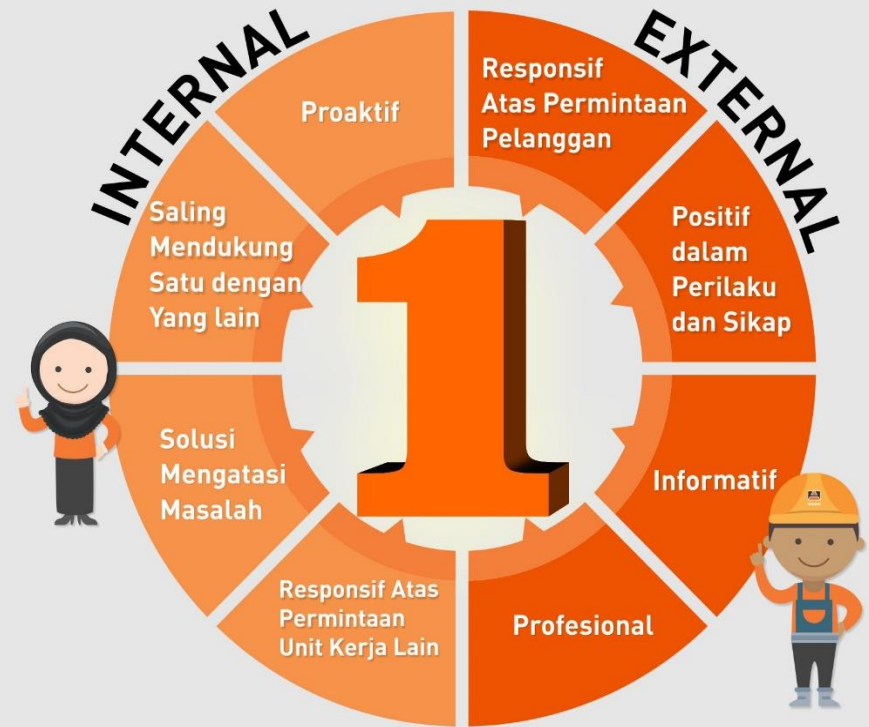 INTERNAL
EXTERNAL
Proaktif
Saling
Mendukung
Satu dengan
Yang lain
Solusi
Mengatasi
Masalah
Responsif Atas
Permintaan
Unit Kerja Lain
Responsif
Atas Permintaan
Pelanggan
Positif
dalam
Perilaku
dan Sikap
Informatif
Profesional
1